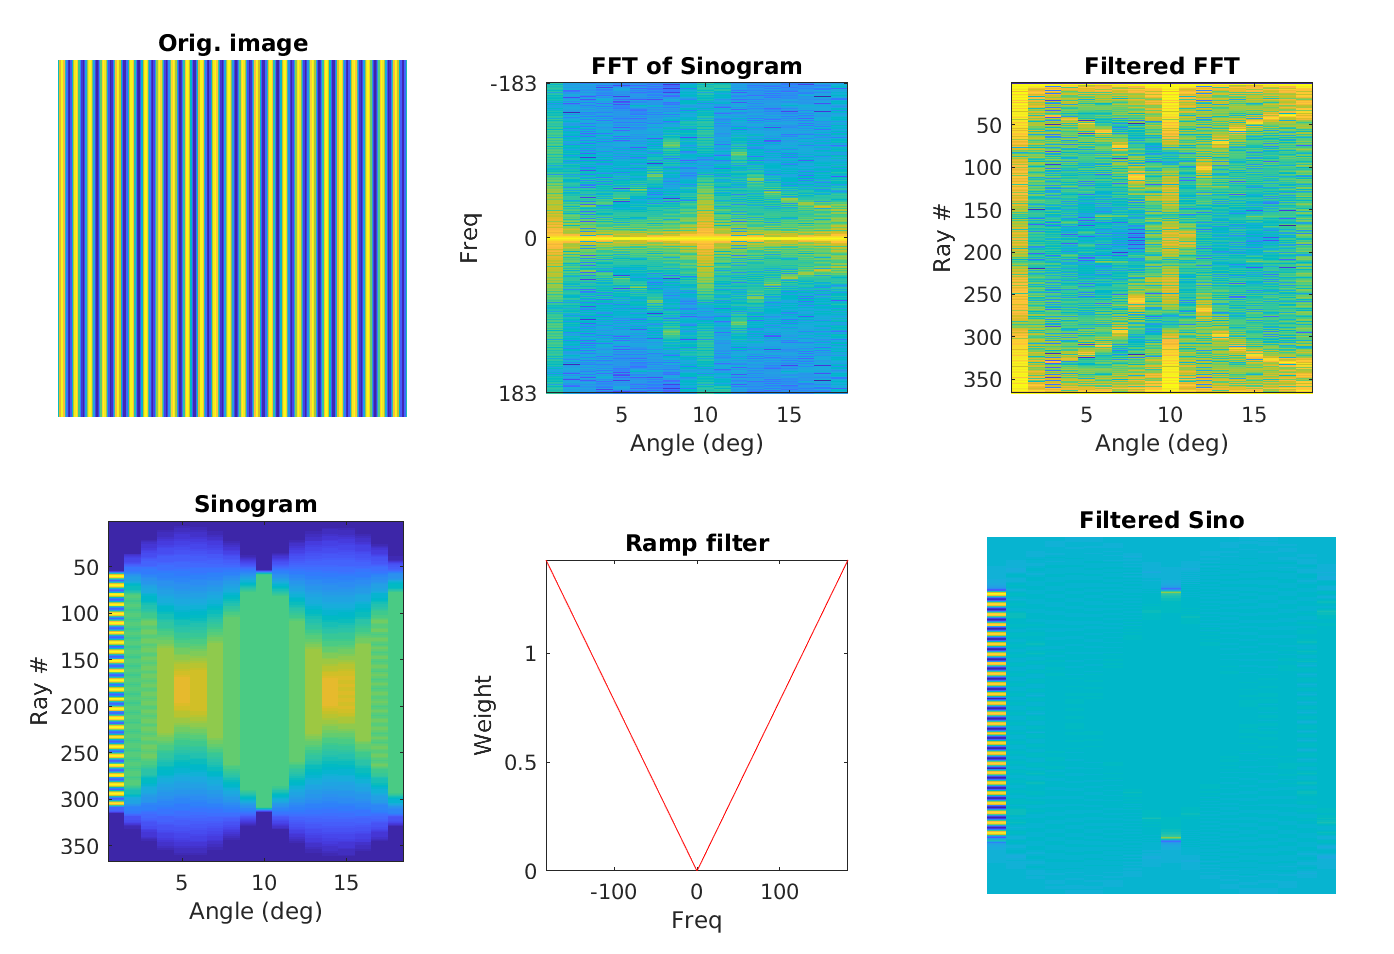 Orig. image
FFT of Sinogram
-183
0
183
Freq
5 10 15
Angle (deg)
Filtered FFT
50
100
150
200
250
300
350
Ray #
5 10 15
Angle (deg)
Sinogram
50
100
150
200
250
300
350
Ray #
5 10 15
Angle (deg)
Ramp filter
1
0.5
0
Weight
-100 0 100
Freq
Filtered Sino